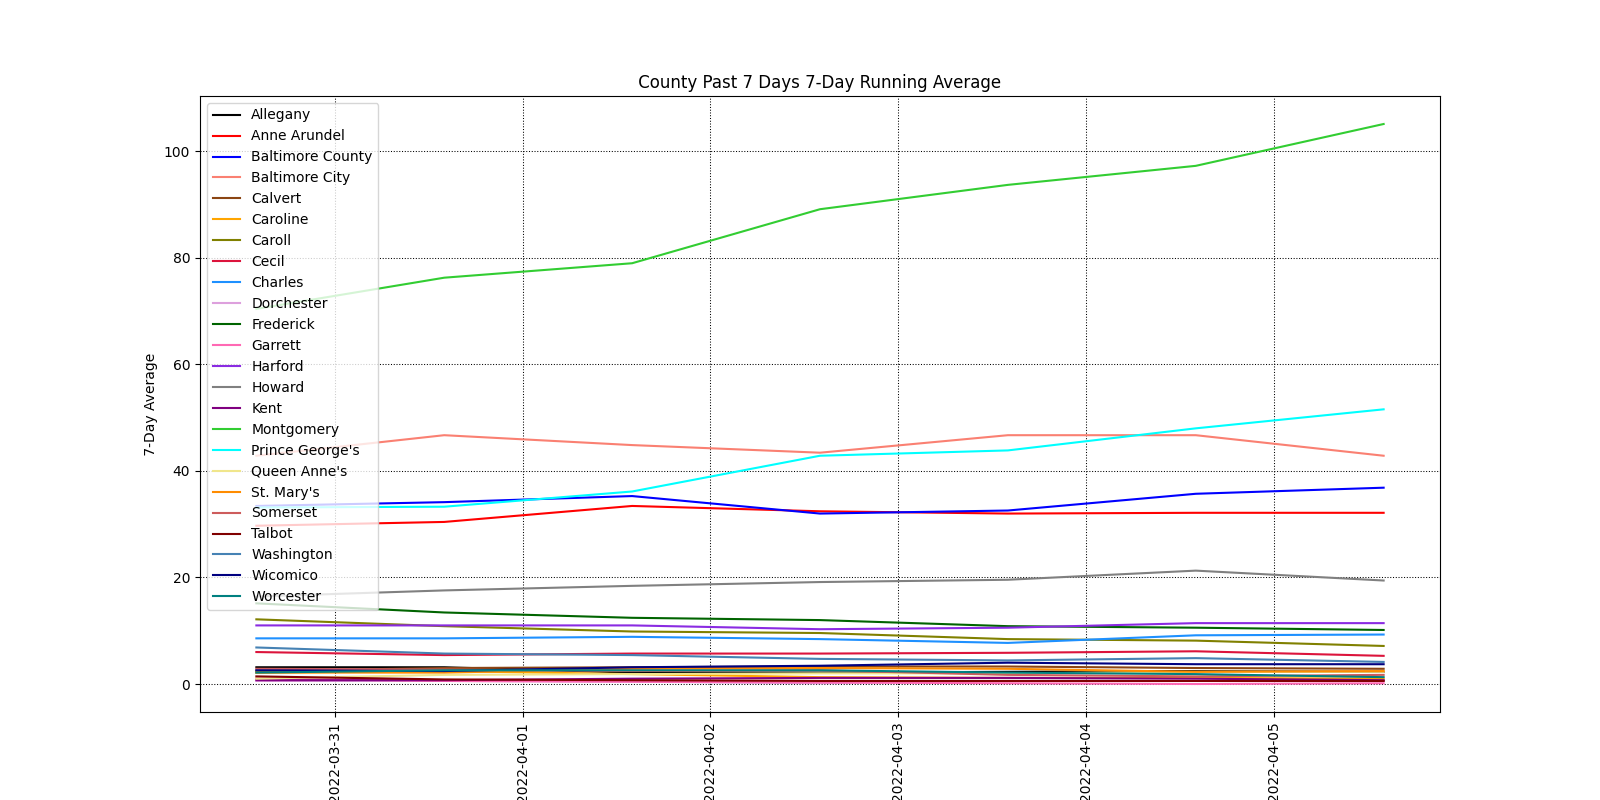 County Past 7 Days 7-Day Running Average
7-Day Average
100
80
60
40
20
0
Allegany
Anne Arundel
Baltimore County
Baltimore City
Calvert
Caroline
Caroll
Cecil
Charles
Dorchester
Frederick
Garrett
Harford
Howard
Kent
Montgomery
Prince George's
Queen Anne's
St. Mary's
Somerset
Talbot
Washington
Wicomico
Worcester
2022-03-31
2022-04-01
2022-04-02
2022-04-03
2022-04-04
2022-04-05